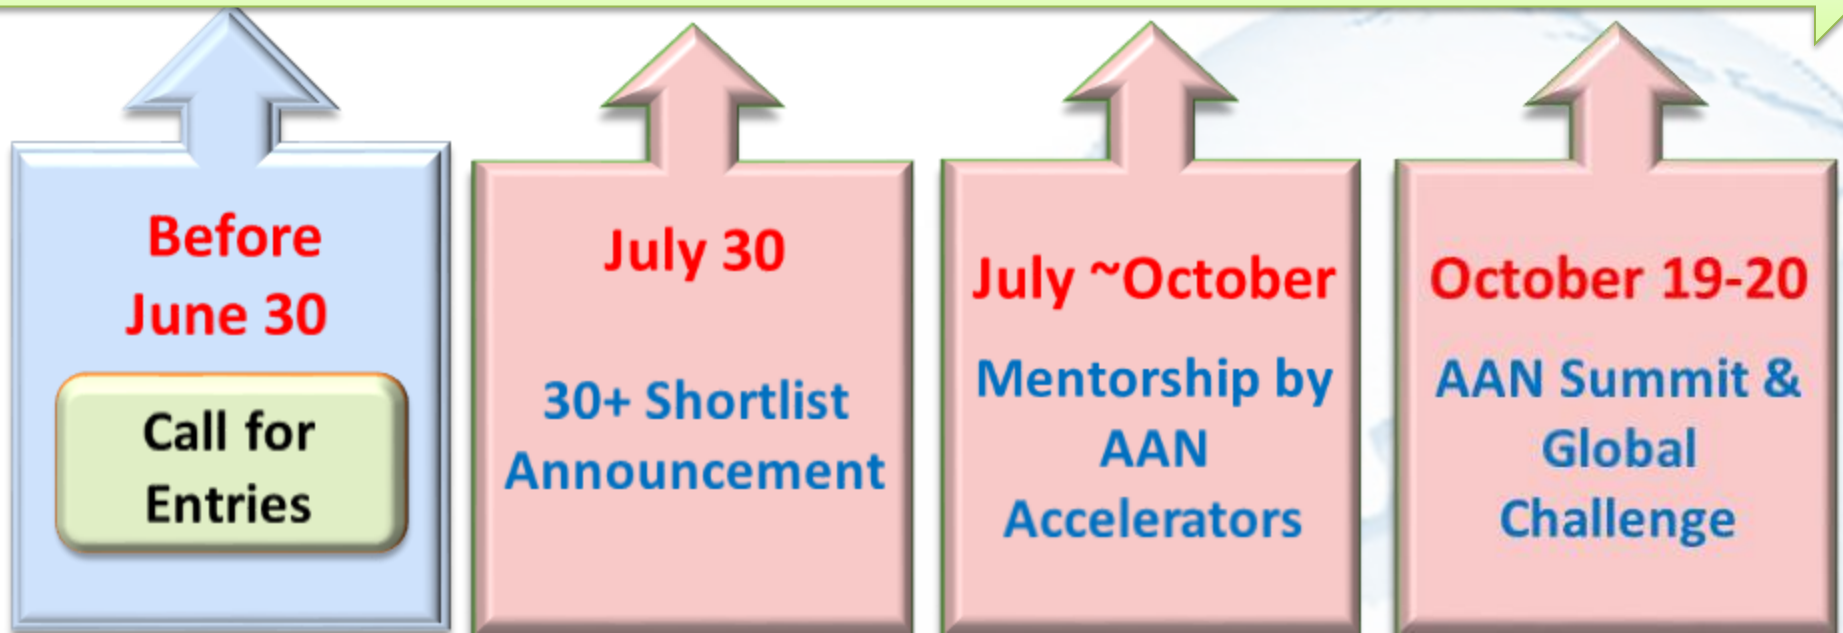 Before
June 30
Call for
Entries
July 30
30+ Shortlist
Announcement
July ~October
Mentorship by
AAN
Accelerators
October 19-20
AAN Summit &
Global
Challenge